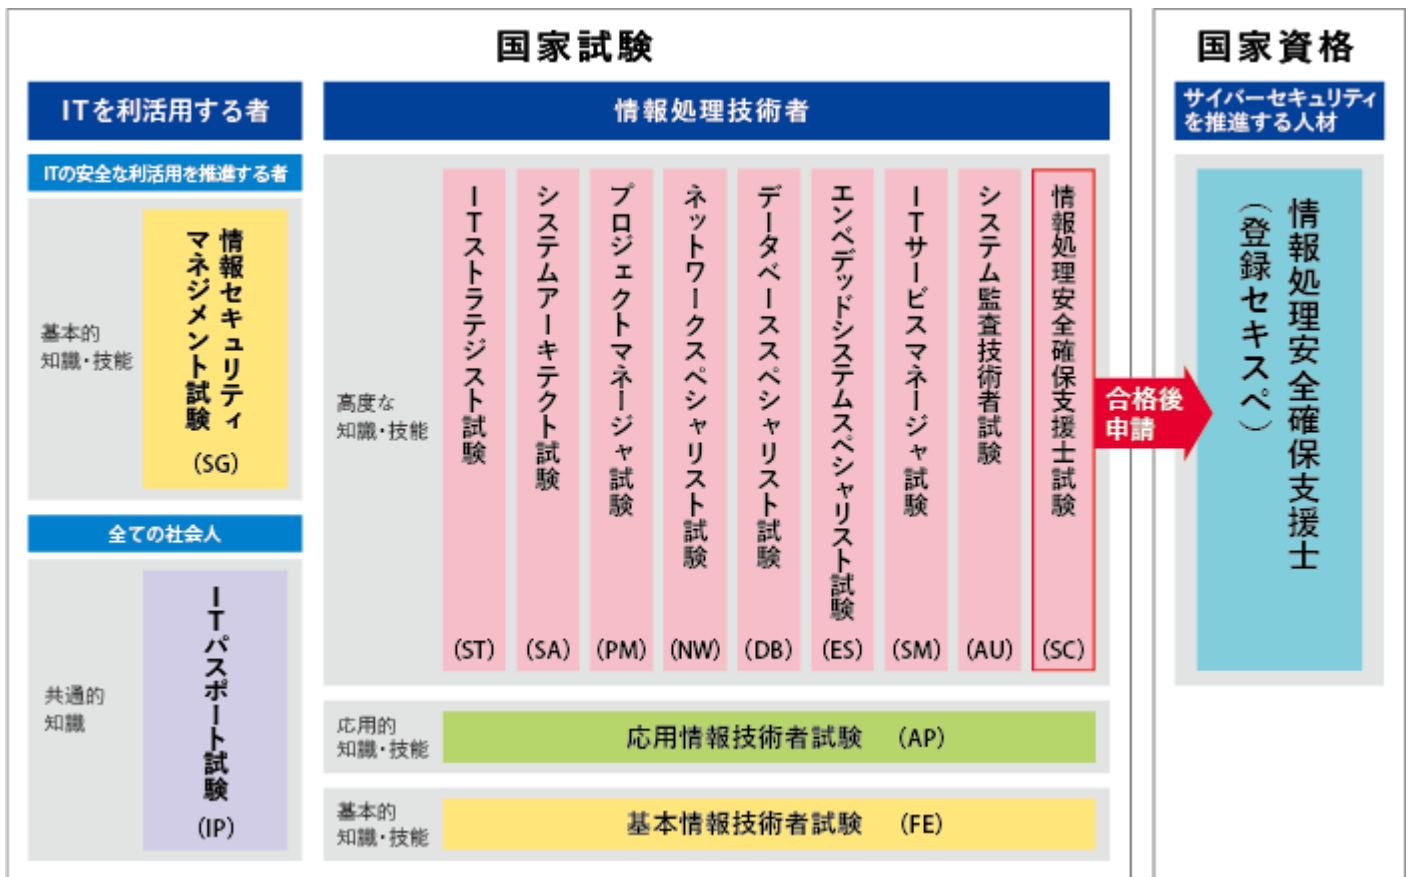 国家試験
ITを利活用する者
ITの安全な利活用を推進する者
基本的
知識・技能
情報セキュリティ
マネジメント試験
（SG）
全ての社会人
共通的
知識
ITパスポート試験
（IP）
情報処理技術者
高度な
知識・技能
ITストラテジスト試験
（ST）
システムアーキテクト試験
（SA）
プロジェクトマネージャ試験
（PM）
ネットワークスペシャリスト試験
（NW）
データベーススペシャリスト試験
（DB）
エンベデッドシステムスペシャリスト試験
（ES）
ITサービスマネージャ試験
（SM）
システム監査技術者試験
（AU）
情報処理安全確保支援士試験
（SC）
応用的
知識・技能
応用情報技術者試験　（AP）
基本的
知識・技能
基本情報技術者試験　（FE）
合格後
申請
国家資格
サイバーセキュリティ
を推進する人材
情報処理安全確保支援士
（登録セキスペ）